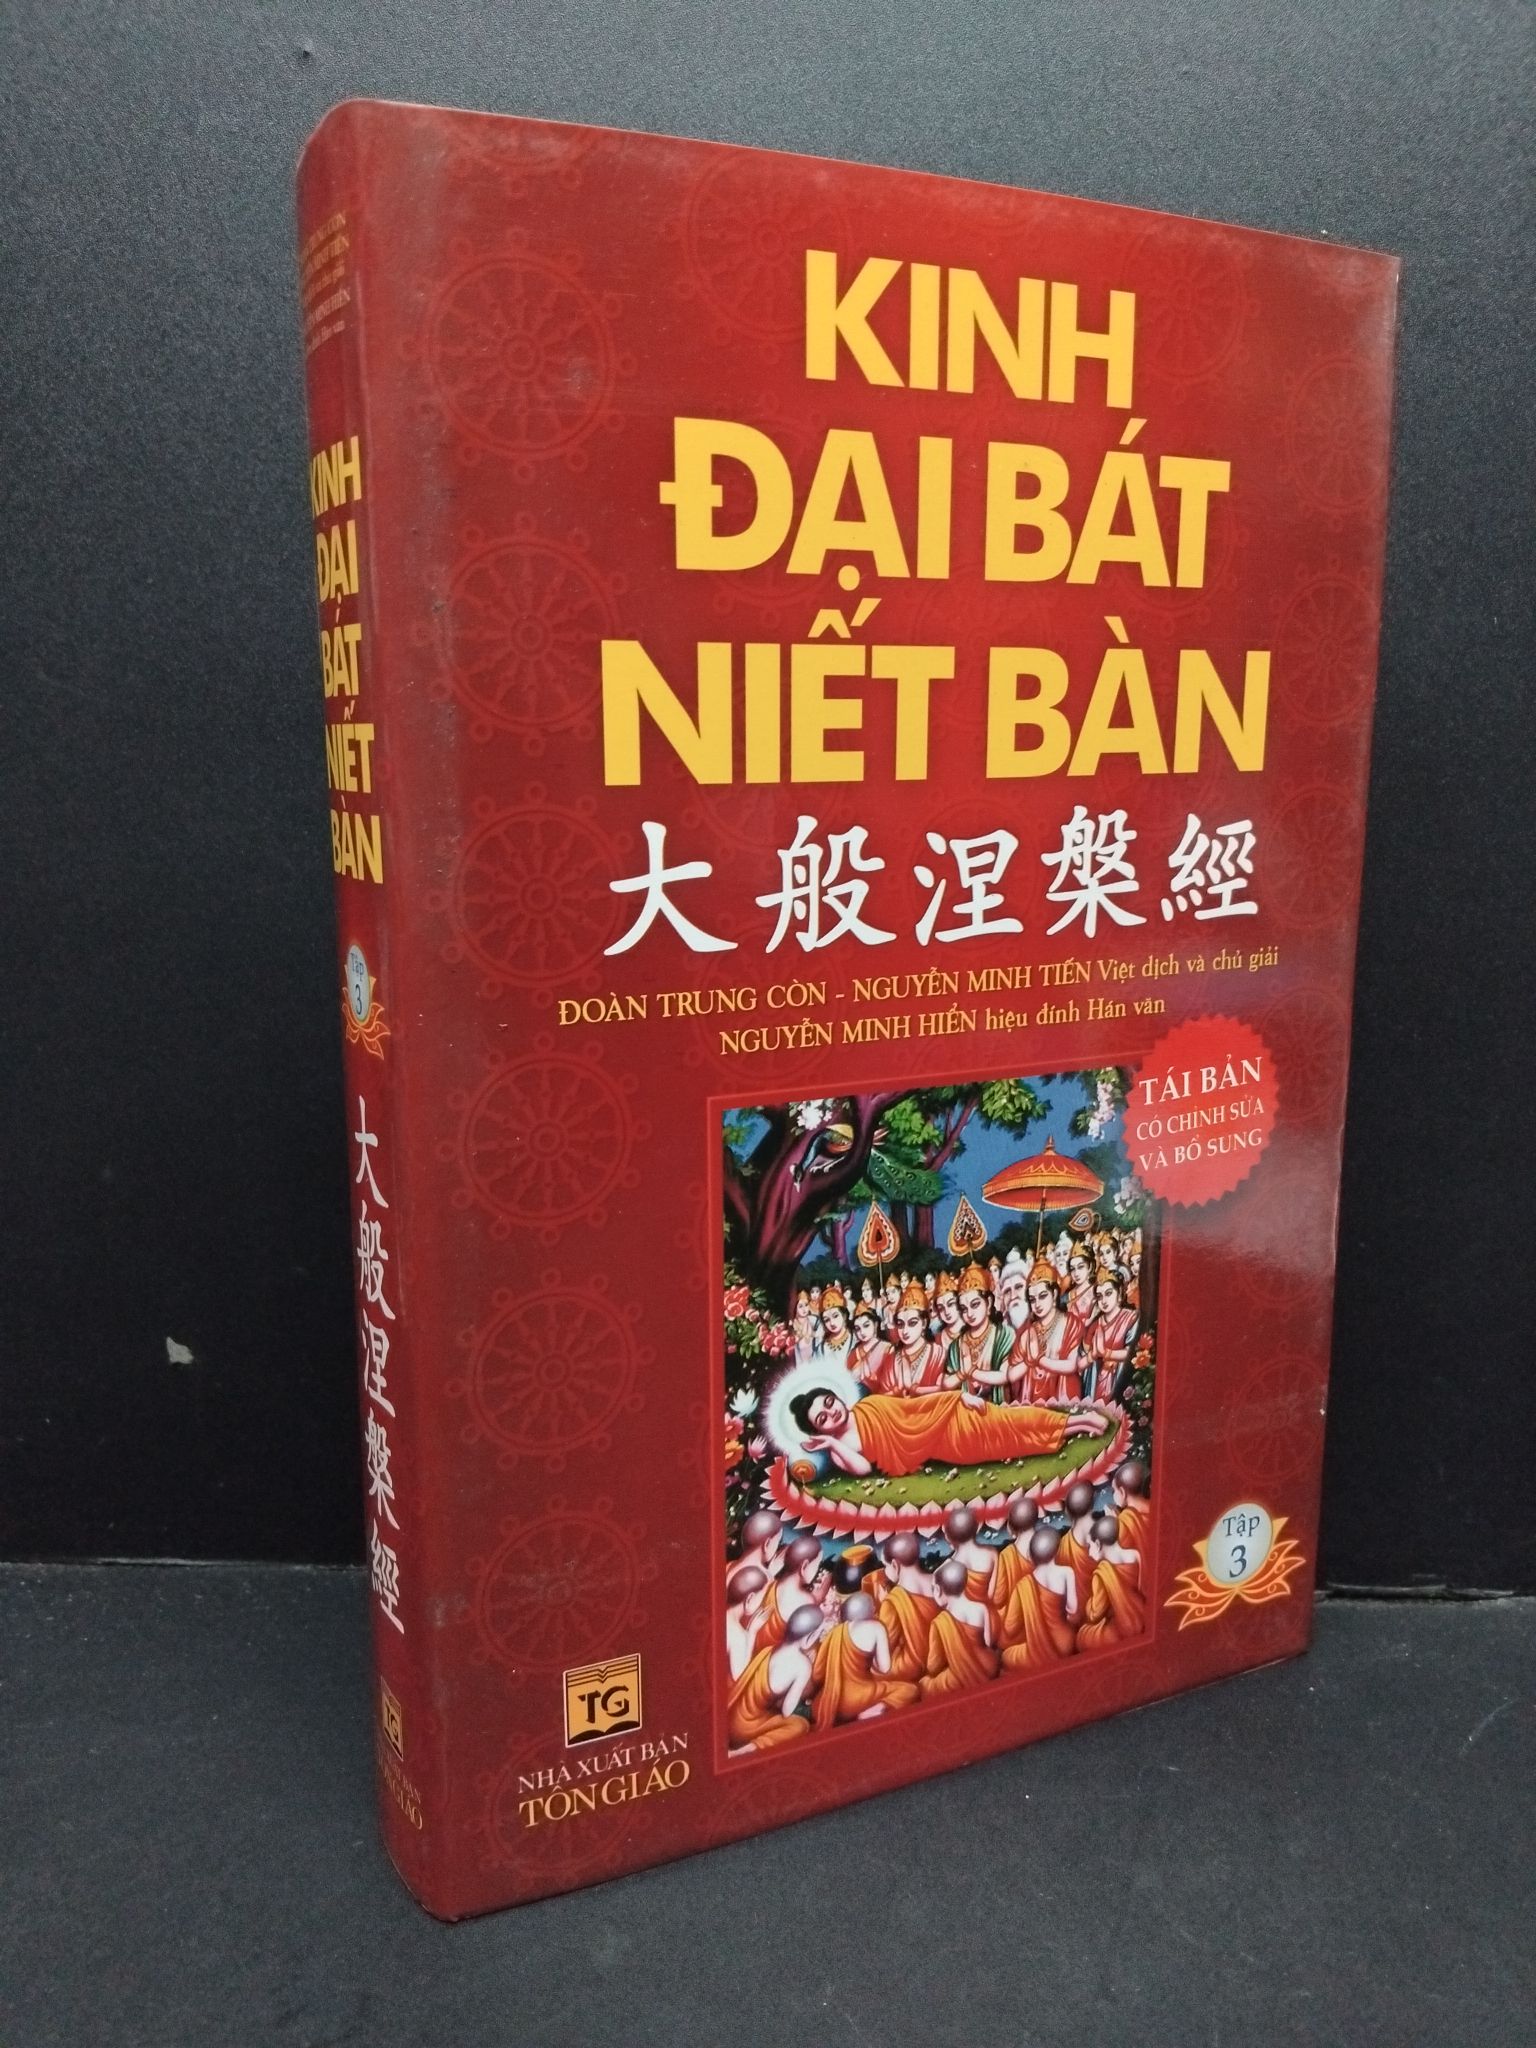 KINH
ĐẠI BÁT
NIẾT BÀN
大般涅槃經
ĐOÀN TRUNG CÒN - NGUYỄN MINH TIẾN Việt dịch và chú giải
NGUYỄN MINH HIỂN hiệu đính Hán văn
TÁI BẢN
CÓ CHỈNH SỬA
VÀ BỔ SUNG
Tập
3
TG
NHÀ XUẤT BẢN
TÔN GIÁO
KINH
ĐẠI
BÁT
NIẾT
BÀN
Tập
3
大般涅槃經
TG